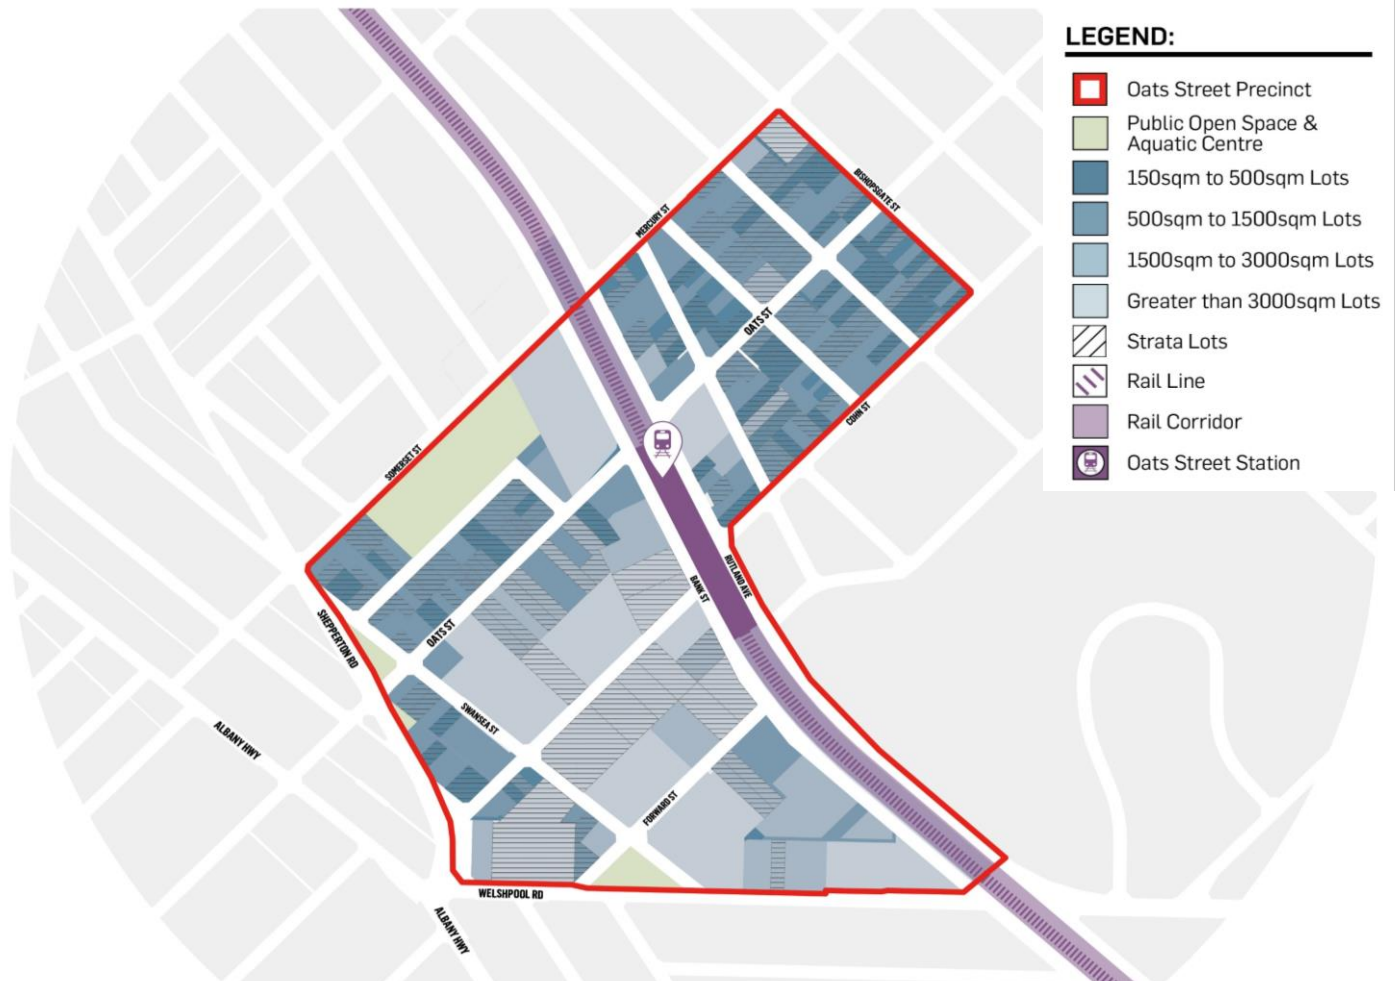 LEGEND:
Oats Street Precinct
Public Open Space &
Aquatic Centre
150sqm to 500sqm Lots
500sqm to 1500sqm Lots
1500sqm to 3000sqm Lots
Greater than 3000sqm Lots
Strata Lots
Rail Line
Rail Corridor
Oats Street Station
BISHOPSGATE ST
MERCURY ST
OATS ST
COHN ST
SOMERSET ST
RUTLAND AVE
BANK ST
SHEPPERTON RD
OATS ST
SWANSEA ST
ALBANY HWY
FORWARD ST
WELSHPOOL RD
ALBANY HWY